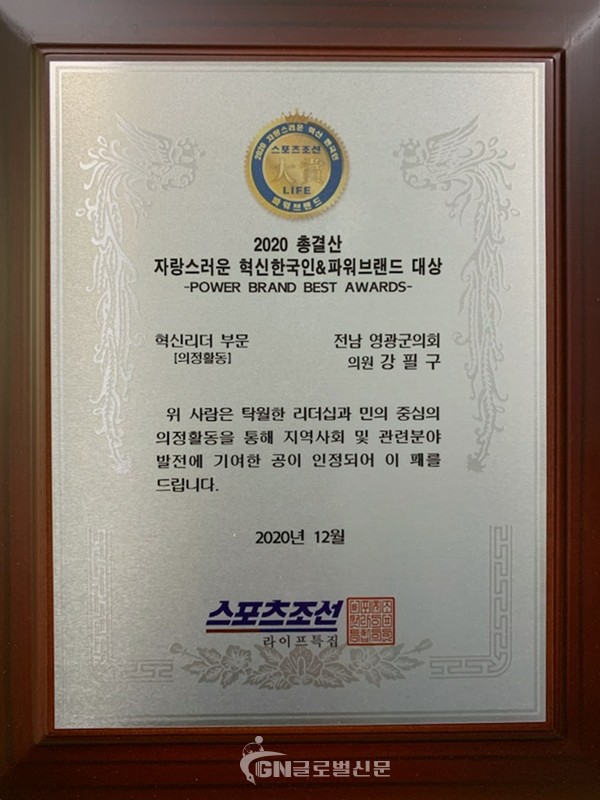 2020 자랑스러운 혁신 한국인
스포츠조선
大賞
LIFE
파워브랜드
2020 총결산
자랑스러운 혁신한국인&파워브랜드 대상
-POWER BRAND BEST AWARDS-
혁신리더 부문
[의정활동]
전남 영광군의회
의원 강필구
위 사람은 탁월한 리더십과 민의 중심의
의정활동을 통해 지역사회 및 관련분야
발전에 기여한 공이 인정되어 이 패를
드립니다.
2020년 12월
스포츠조선
라이프특집
GN글로벌신문